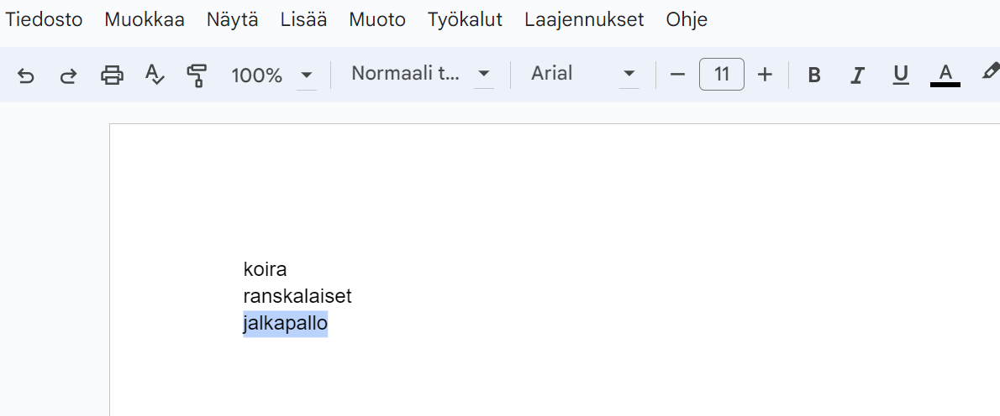 Tiedosto Muokkaa Näytä Lisää Muoto Työkalut Laajennukset Ohje
100% Normaali t... Arial − 11 + B I U A
koira
ranskalaiset
jalkapallo